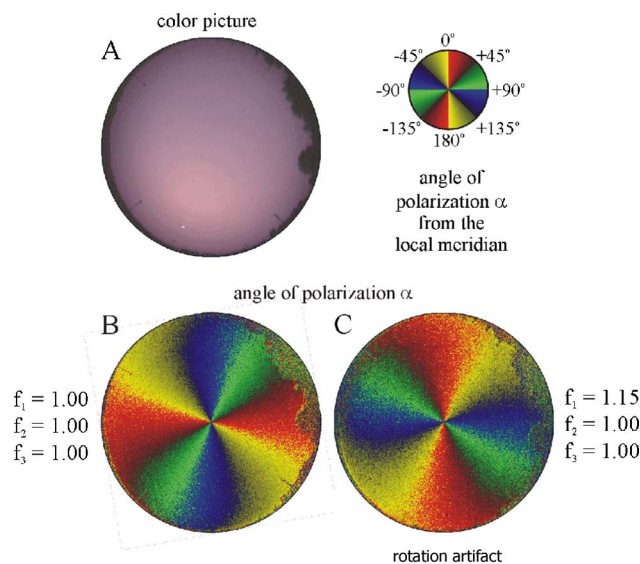 color picture
A
0°
-45°
+45°
-90°
+90°
-135°
+135°
180°
angle of
polarization α
from the
local meridian
angle of polarization α
B
C
f₁ = 1.00
f₂ = 1.00
f₃ = 1.00
f₁ = 1.15
f₂ = 1.00
f₃ = 1.00
rotation artifact